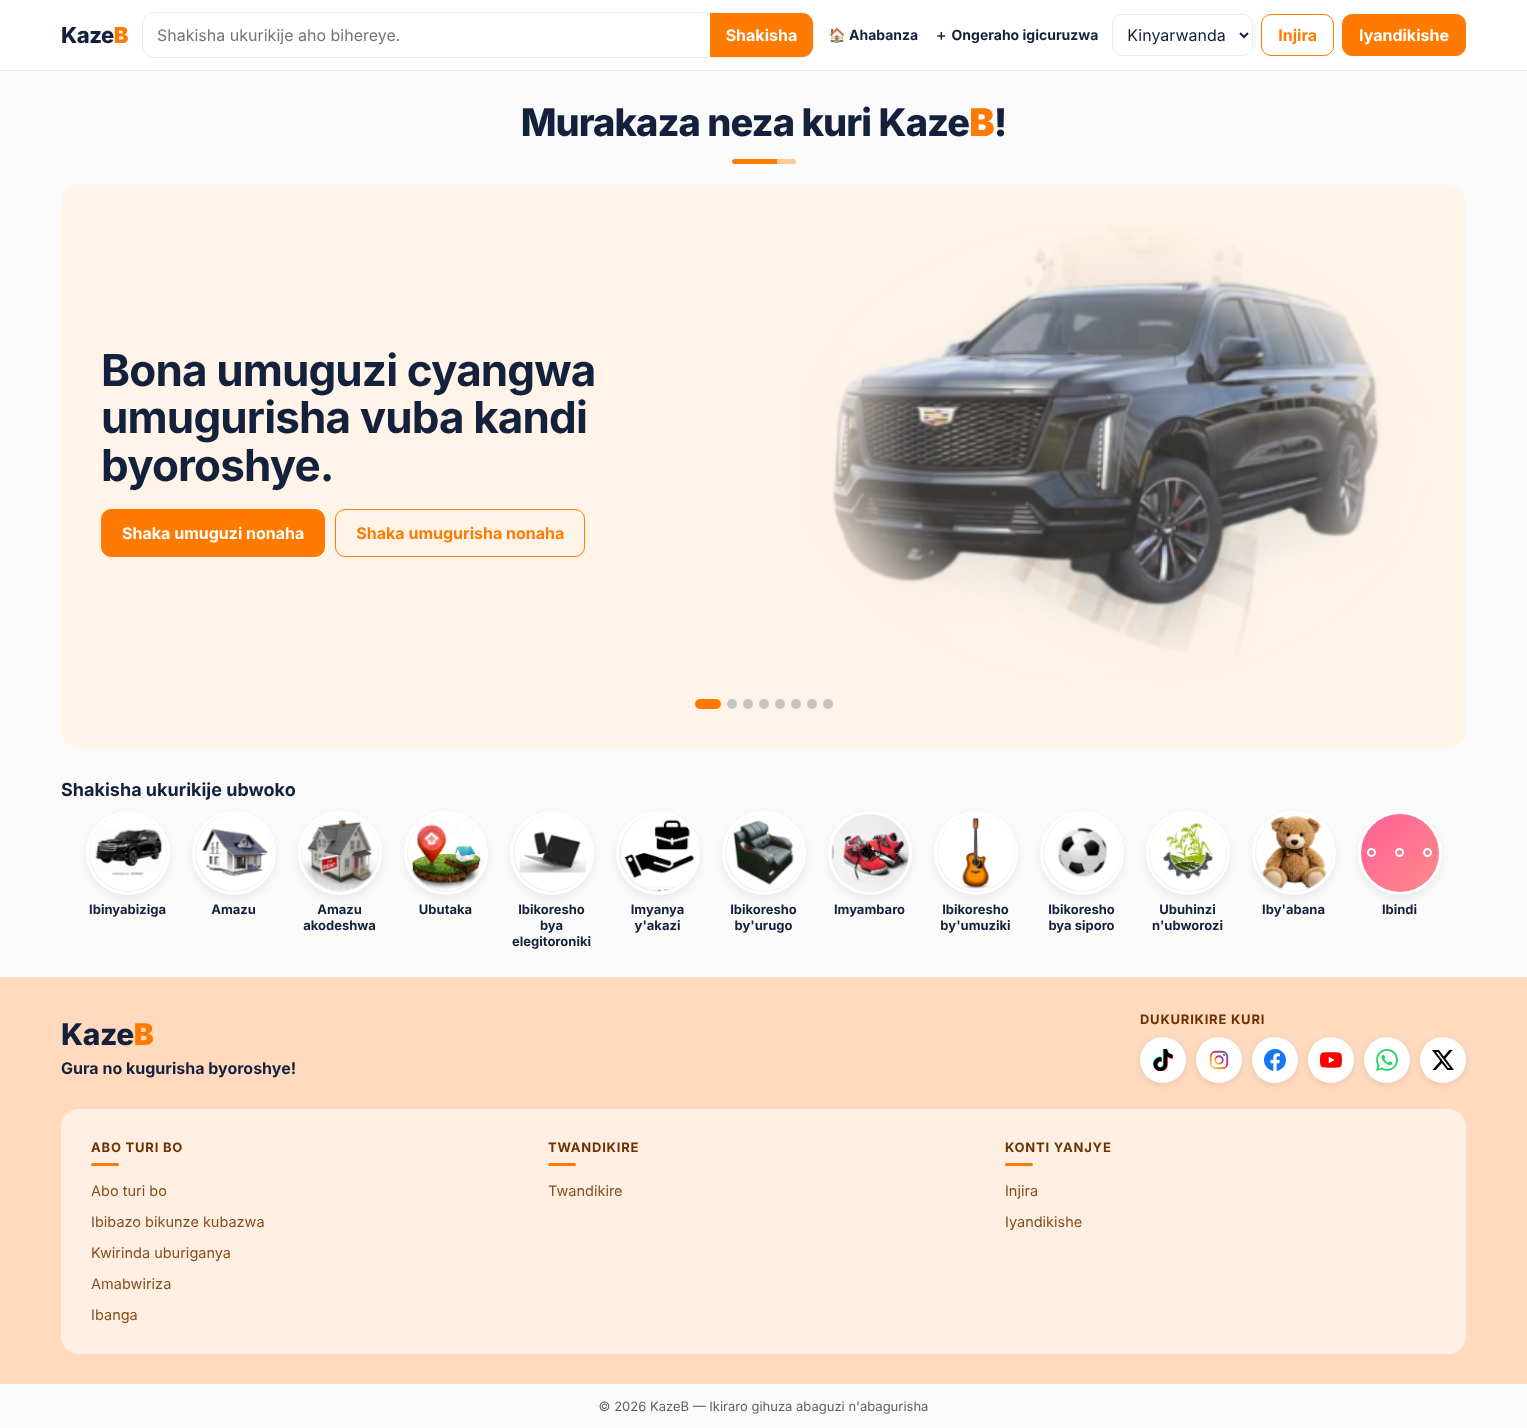 KazeB
Shakisha ukurikije aho bihereye.
Shakisha
🏠 Ahabanza
+ Ongeraho igicuruzwa
Kinyarwanda
Injira
Iyandikishe
Murakaza neza kuri KazeB!
Bona umuguzi cyangwa
umugurisha vuba kandi
byoroshye.
Shaka umuguzi nonaha
Shaka umugurisha nonaha
Shakisha ukurikije ubwoko
Ibinyabiziga
Amazu
Amazu
akodeshwa
Ubutaka
Ibikoresho
bya
elegitoroniki
Imyanya
y'akazi
Ibikoresho
by'urugo
Imyambaro
Ibikoresho
by'umuziki
Ibikoresho
bya siporo
Ubuhinzi
n'ubworozi
Iby'abana
Ibindi
KazeB
Gura no kugurisha byoroshye!
DUKURIKIRE KURI
ABO TURI BO
Abo turi bo
Ibibazo bikunze kubazwa
Kwirinda uburiganya
Amabwiriza
Ibanga
TWANDIKIRE
Twandikire
KONTI YANJYE
Injira
Iyandikishe
© 2026 KazeB — Ikiraro gihuza abaguzi n'abagurisha